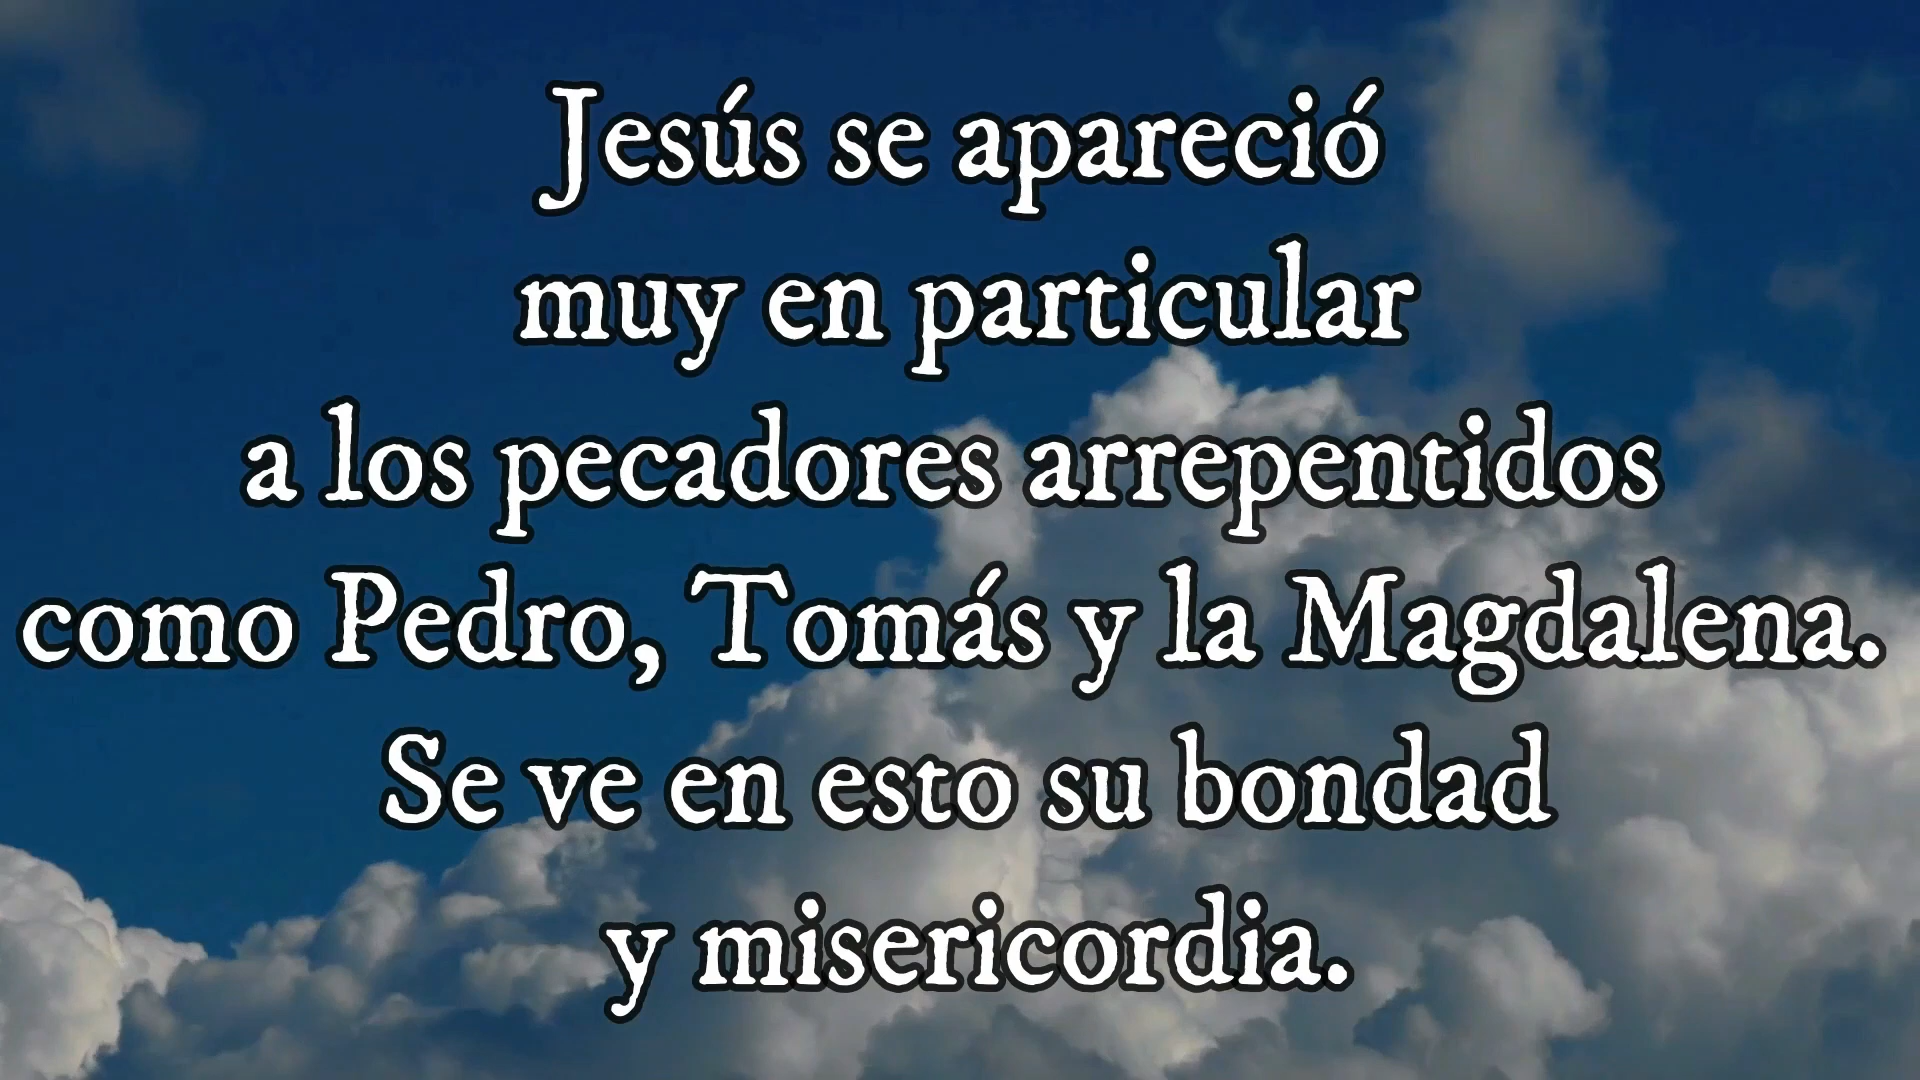 Jesús se apareció
muy en particular
a los pecadores arrepentidos
como Pedro, Tomás y la Magdalena.
Se ve en esto su bondad
y misericordia.